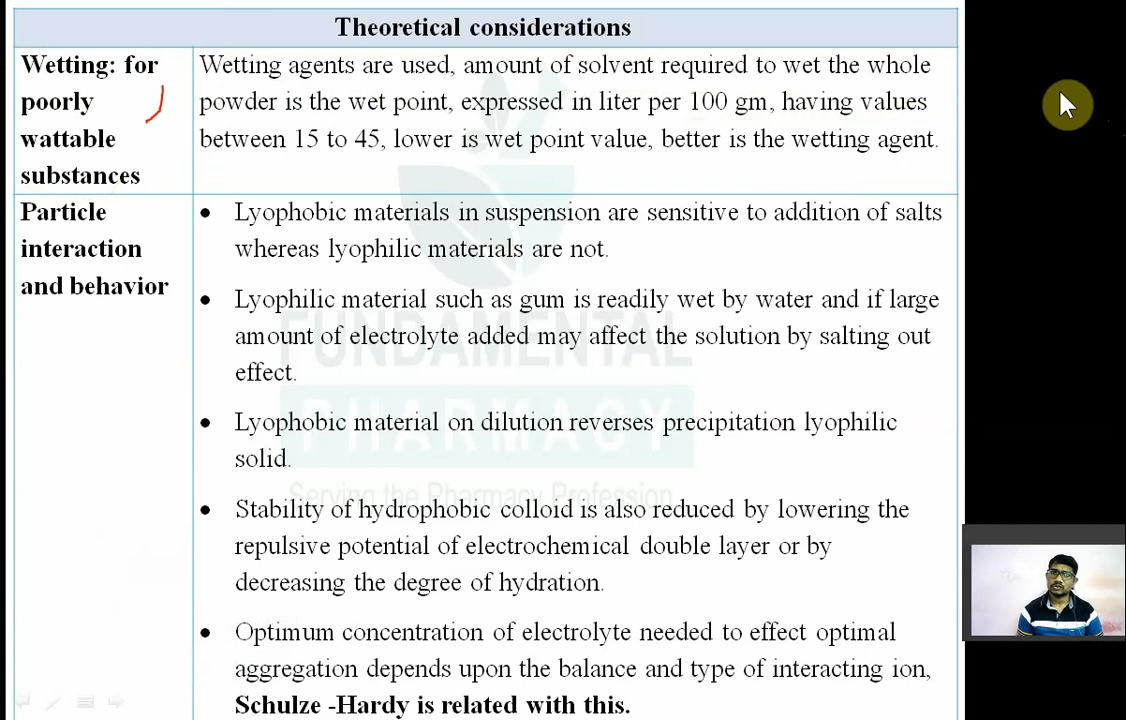 Theoretical considerations
Wetting: for
poorly
wattable
substances
Wetting agents are used, amount of solvent required to wet the whole
powder is the wet point, expressed in liter per 100 gm, having values
between 15 to 45, lower is wet point value, better is the wetting agent.
Particle
interaction
and behavior
• Lyophobic materials in suspension are sensitive to addition of salts
whereas lyophilic materials are not.
• Lyophilic material such as gum is readily wet by water and if large
amount of electrolyte added may affect the solution by salting out
effect.
• Lyophobic material on dilution reverses precipitation lyophilic
solid.
• Stability of hydrophobic colloid is also reduced by lowering the
repulsive potential of electrochemical double layer or by
decreasing the degree of hydration.
• Optimum concentration of electrolyte needed to effect optimal
aggregation depends upon the balance and type of interacting ion,
Schulze -Hardy is related with this.
FUNDAMENTAL
PHARMACY
Serving the Pharmacy Profession